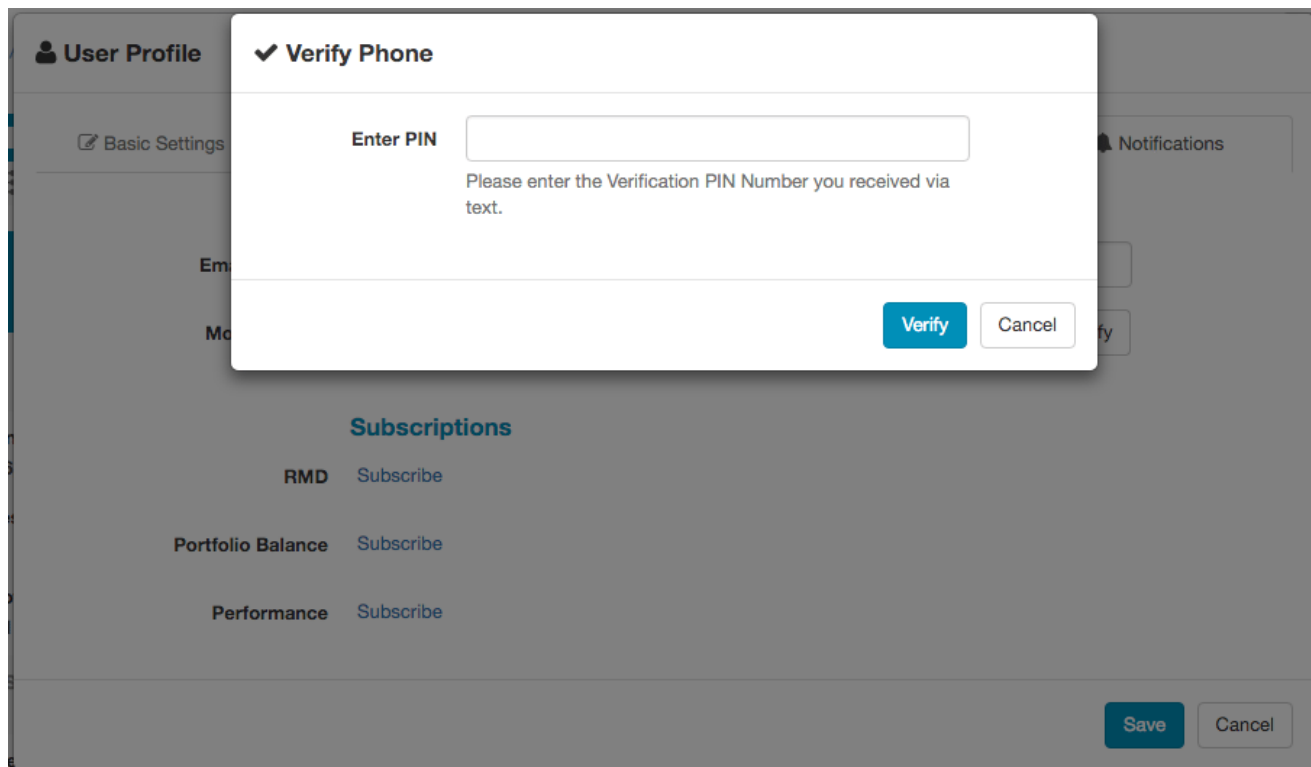 User Profile
Verify Phone
Basic Settings
Enter PIN
Notifications
Please enter the Verification PIN Number you received via
text.
Verify
Cancel
Subscriptions
RMD
Subscribe
Portfolio Balance
Subscribe
Performance
Subscribe
Save
Cancel